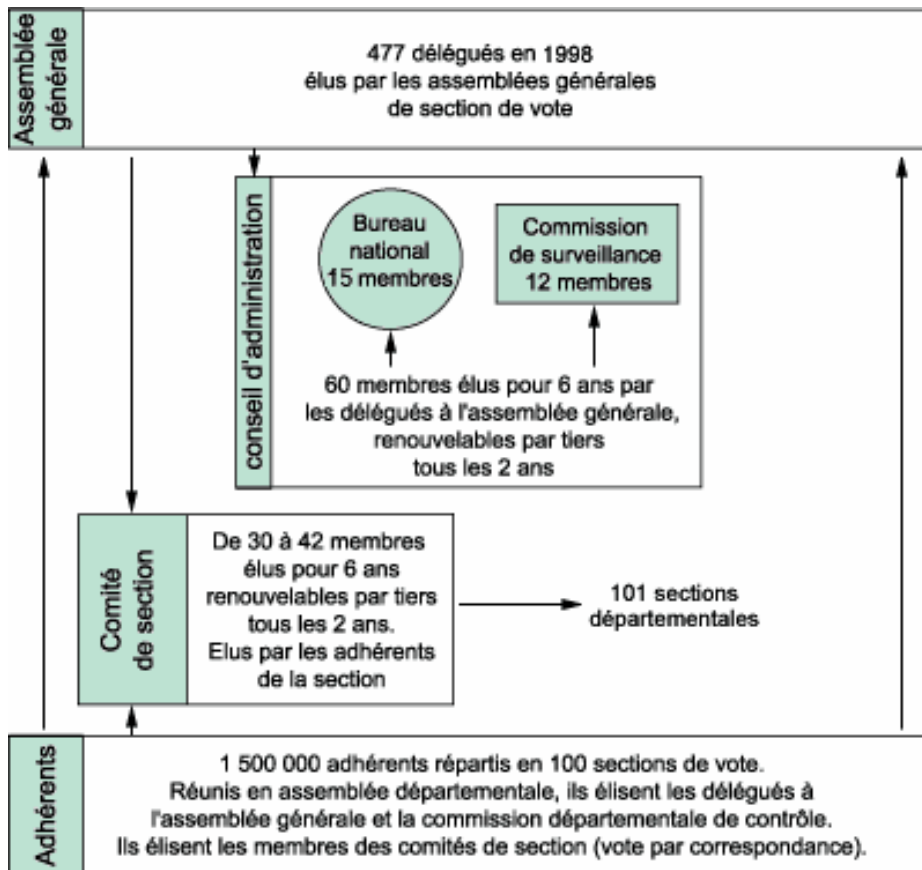 Assemblée
générale
477 délégués en 1998
élus par les assemblées générales
de section de vote
conseil d'administration
Bureau
national
15 membres
Commission
de surveillance
12 membres
60 membres élus pour 6 ans par
les délégués à l'assemblée générale,
renouvelables par tiers
tous les 2 ans
Comité
de section
De 30 à 42 membres
élus pour 6 ans
renouvelables par tiers
tous les 2 ans.
Elus par les adhérents
de la section
101 sections
départementales
Adhérents
1 500 000 adhérents répartis en 100 sections de vote.
Réunis en assemblée départementale, ils élisent les délégués à
l'assemblée générale et la commission départementale de contrôle.
Ils élisent les membres des comités de section (vote par correspondance).